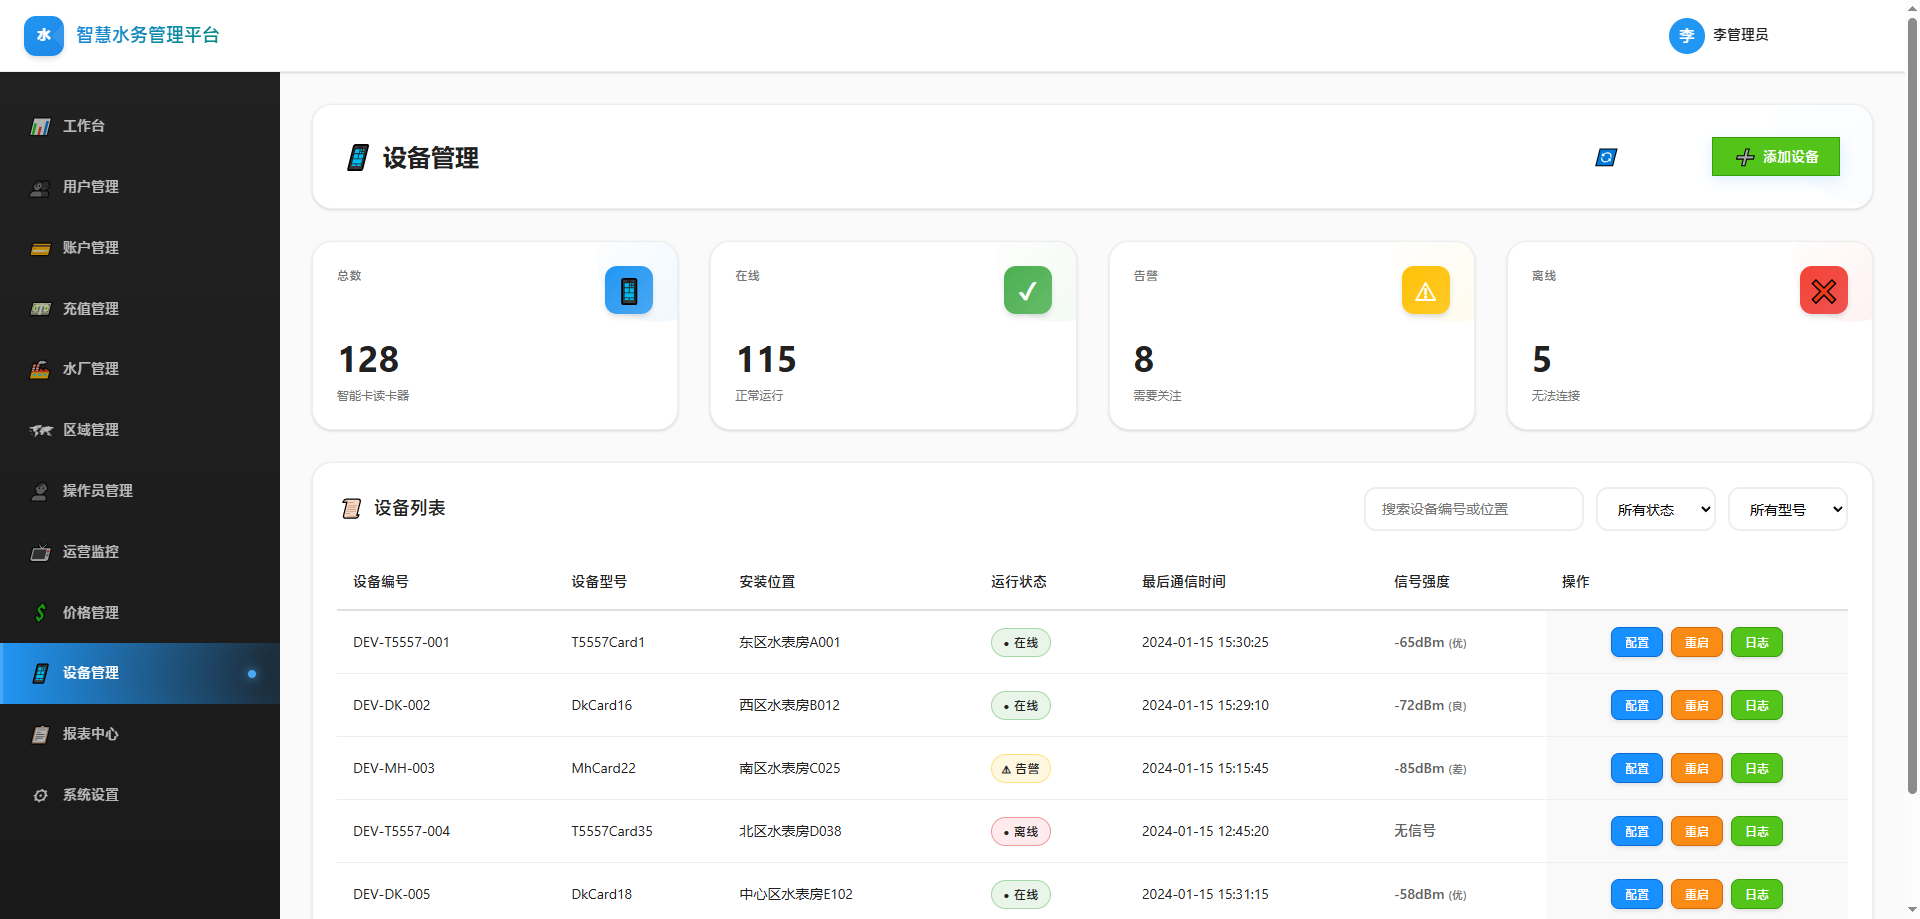 水 智慧水务管理平台
李 李管理员
工作台
用户管理
账户管理
充值管理
水厂管理
区域管理
操作员管理
运营监控
价格管理
设备管理
报表中心
系统设置
设备管理
添加设备
总数
128
智能卡读卡器
在线
115
正常运行
告警
8
需要关注
离线
5
无法连接
设备列表
搜索设备编号或位置 所有状态 所有型号
设备编号 设备型号 安装位置 运行状态 最后通信时间 信号强度 操作
DEV-T5557-001 T5557Card1 东区水表房A001 • 在线 2024-01-15 15:30:25 -65dBm (优) 配置 重启 日志
DEV-DK-002 DkCard16 西区水表房B012 • 在线 2024-01-15 15:29:10 -72dBm (良) 配置 重启 日志
DEV-MH-003 MhCard22 南区水表房C025 ⚠ 告警 2024-01-15 15:15:45 -85dBm (差) 配置 重启 日志
DEV-T5557-004 T5557Card35 北区水表房D038 • 离线 2024-01-15 12:45:20 无信号 配置 重启 日志
DEV-DK-005 DkCard18 中心区水表房E102 • 在线 2024-01-15 15:31:15 -58dBm (优) 配置 重启 日志